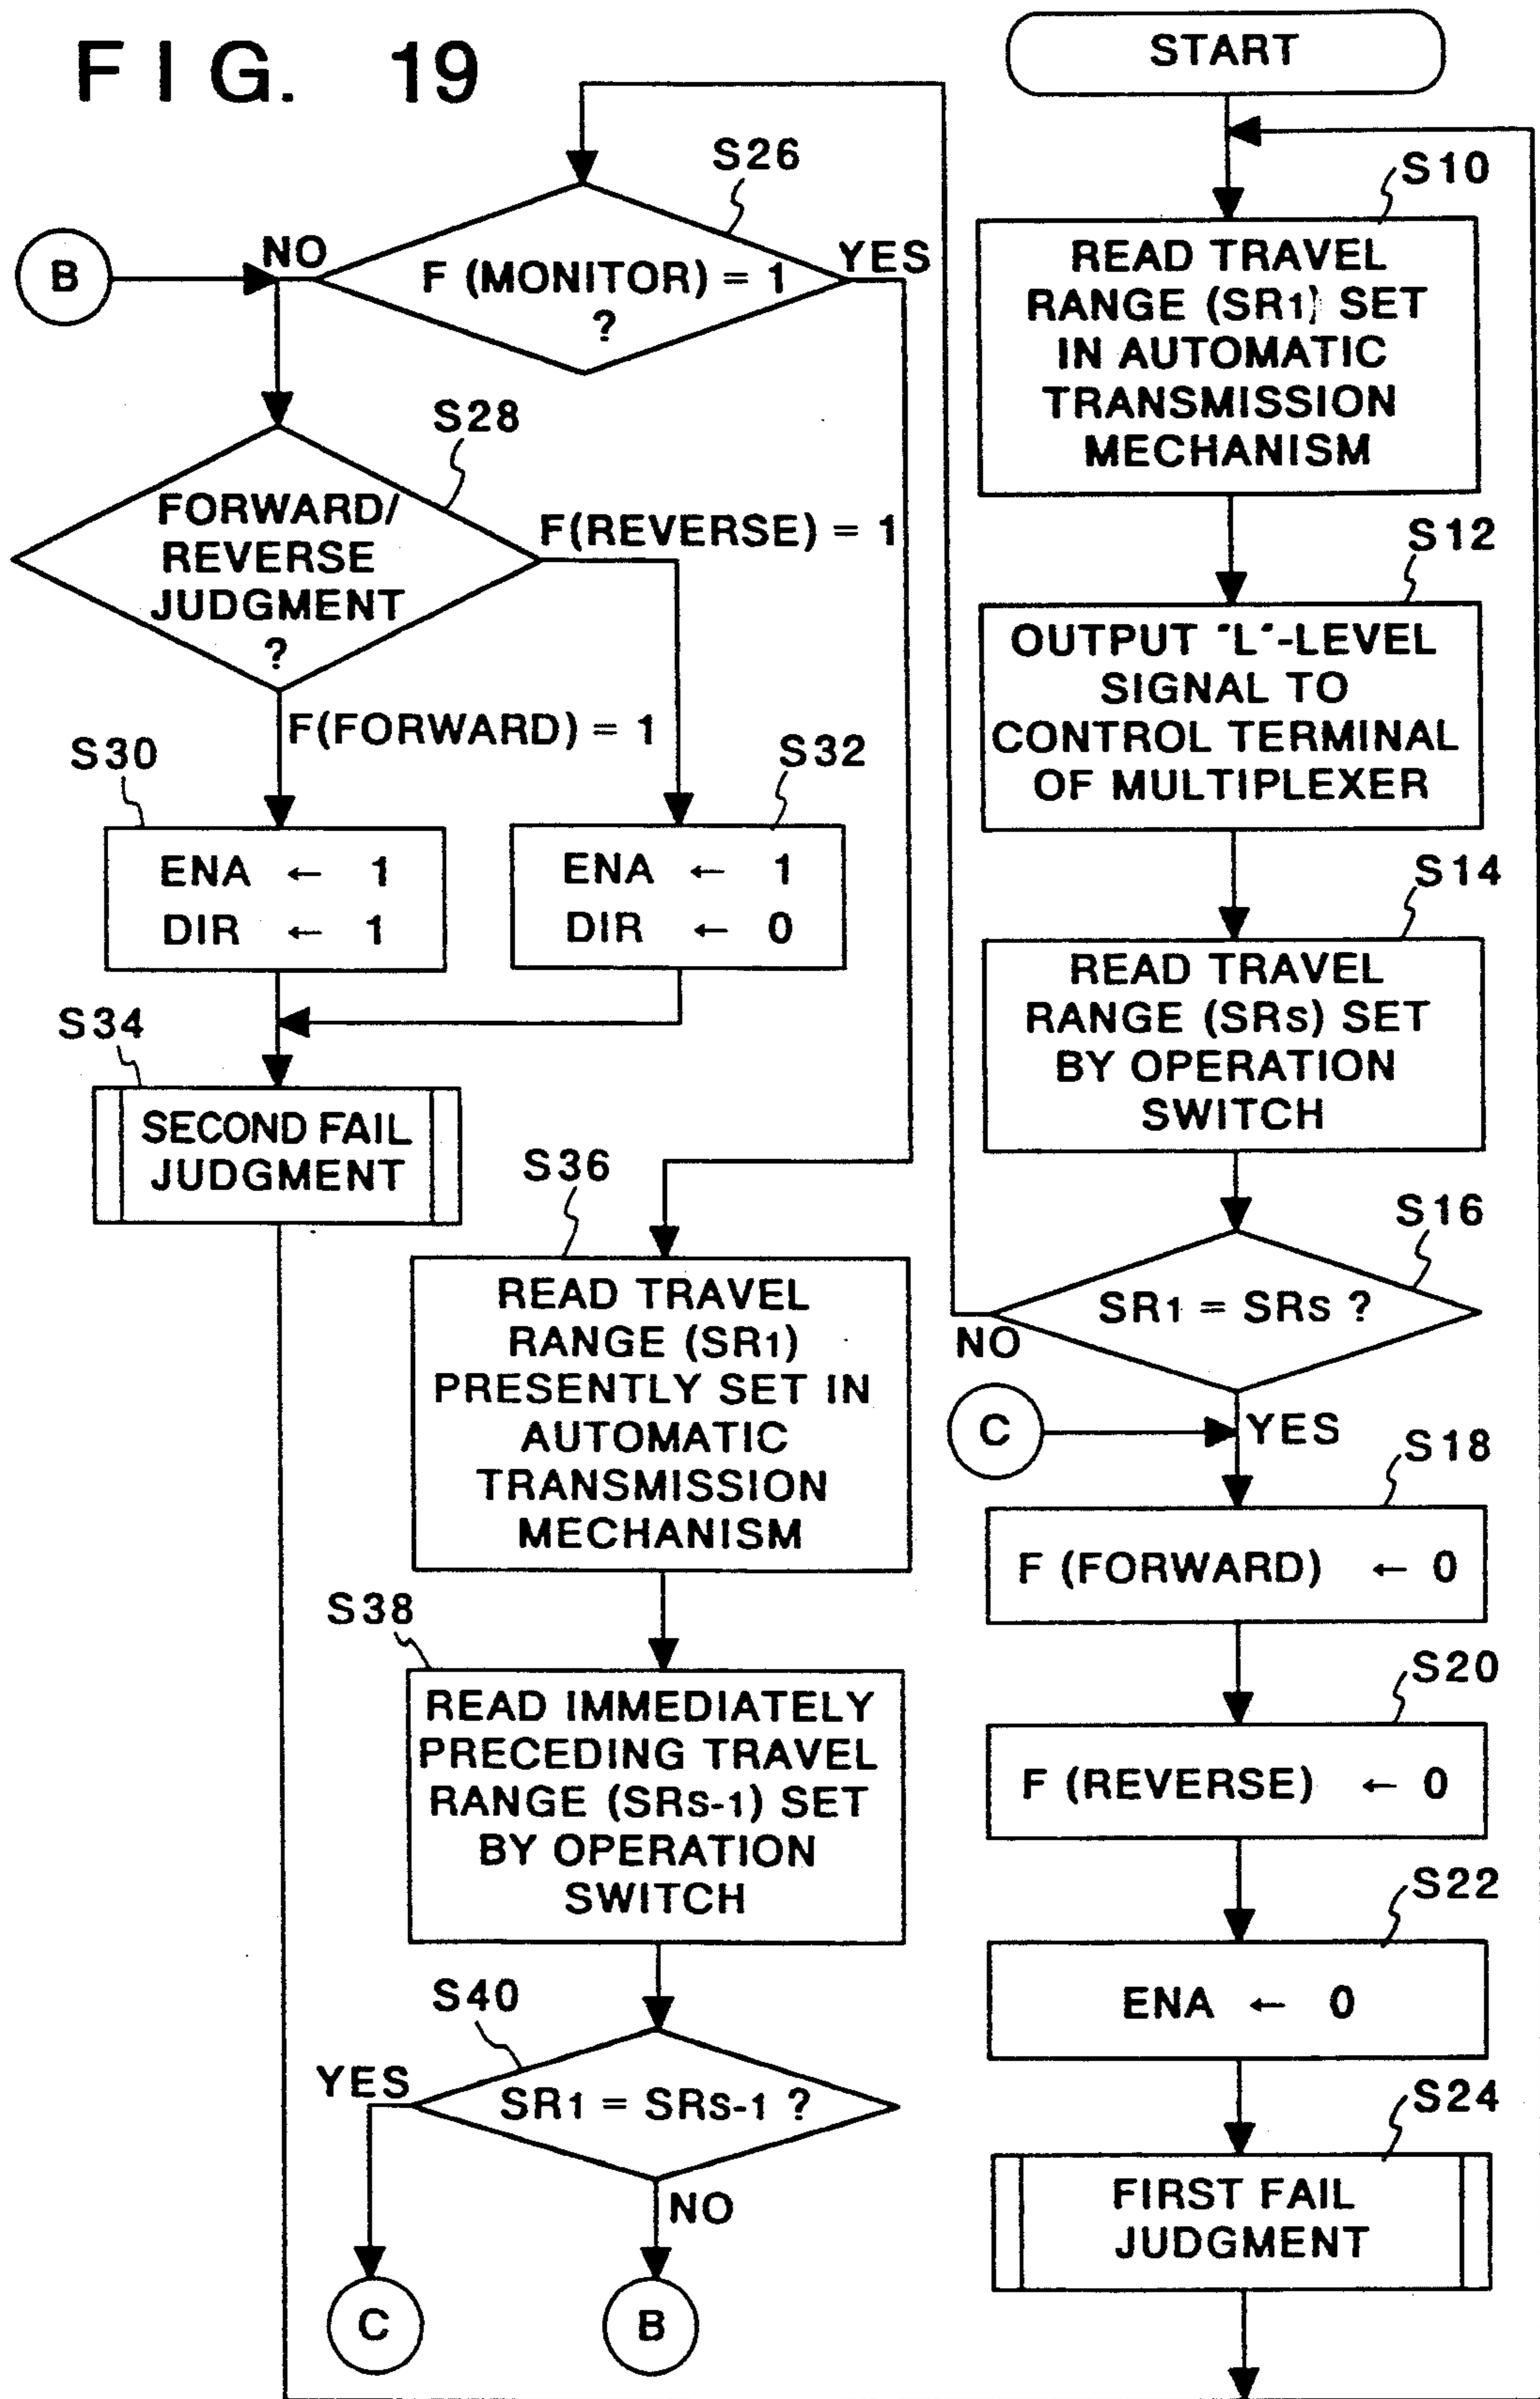 FIG. 19
START
S10
READ TRAVEL
RANGE (SR1) SET
IN AUTOMATIC
TRANSMISSION
MECHANISM
S12
OUTPUT "L"-LEVEL
SIGNAL TO
CONTROL TERMINAL
OF MULTIPLEXER
S14
READ TRAVEL
RANGE (SRS) SET
BY OPERATION
SWITCH
S16
SR1 = SRS ?
NO
YES
C
S18
F (FORWARD) ← 0
S20
F (REVERSE) ← 0
S22
ENA ← 0
S24
FIRST FAIL
JUDGMENT
S26
F (MONITOR) = 1
?
NO
YES
B
S28
FORWARD/
REVERSE
JUDGMENT
?
F(REVERSE) = 1
F(FORWARD) = 1
S30
ENA ← 1
DIR ← 1
S32
ENA ← 1
DIR ← 0
S34
SECOND FAIL
JUDGMENT
S36
READ TRAVEL
RANGE (SR1)
PRESENTLY SET IN
AUTOMATIC
TRANSMISSION
MECHANISM
S38
READ IMMEDIATELY
PRECEDING TRAVEL
RANGE (SRS-1) SET
BY OPERATION
SWITCH
S40
SR1 = SRS-1 ?
YES
NO
C
B